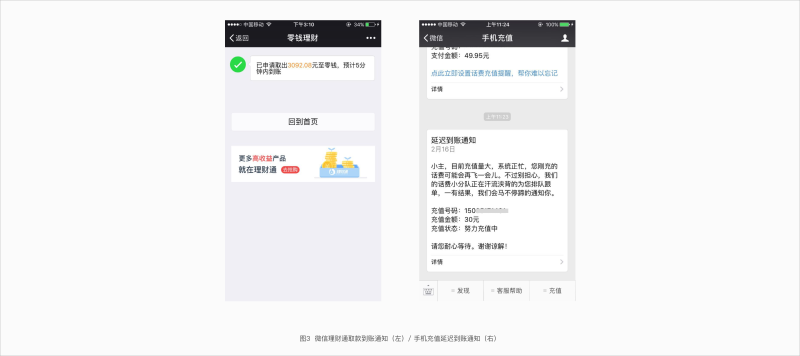 中国移动 下午3:10 34%
返回 零钱理财
已申请取出3092.08元至零钱，预计5分
钟内到账
回到首页
更多高收益产品
就在理财通
中国移动 上午11:24 100%
微信 手机充值
支付金额：49.95元
点此立即设置话费充值提醒，帮你难以忘记
详情
延迟到账通知
2月16日
小主，目前充值量大，系统正忙，您刚充的
话费可能会再飞一会儿。不过别担心，我们
的话费小分队正在汗流浃背的为您排队跟
单，一有结果，我们会马不停蹄的通知你。
充值号码：150
充值金额：30元
充值状态：努力充值中
请您耐心等待，谢谢谅解！
详情
发现 客服帮助 充值
图3 微信理财通取款到账通知（左）/ 手机充值延迟到账通知（右）